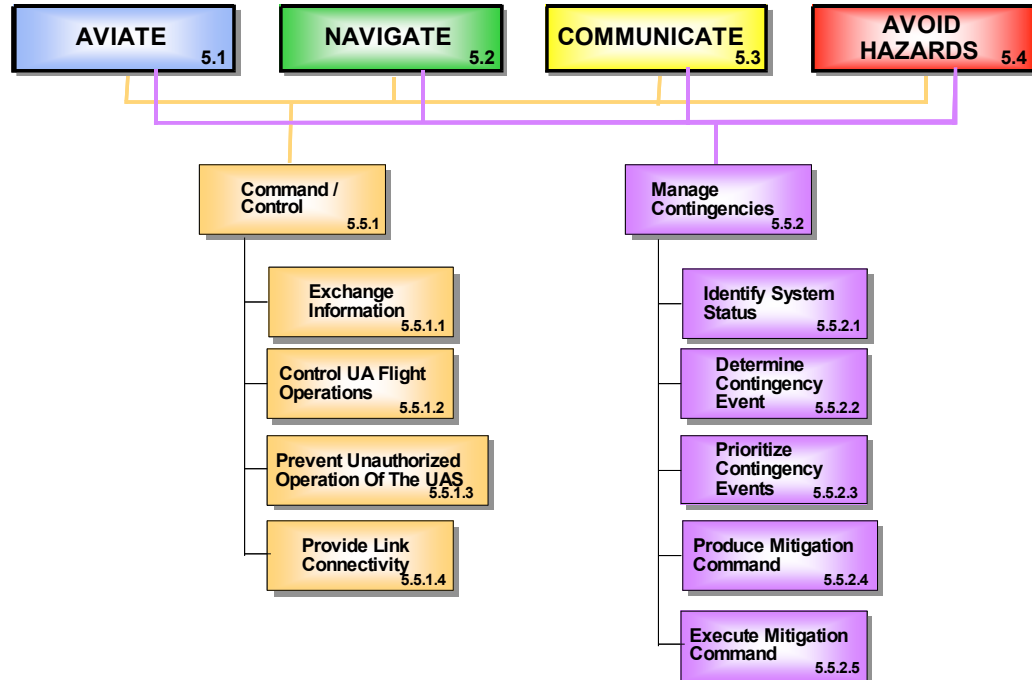 AVIATE
5.1
NAVIGATE
5.2
COMMUNICATE
5.3
AVOID
HAZARDS
5.4
Command /
Control
5.5.1
Exchange
Information
5.5.1.1
Control UA Flight
Operations
5.5.1.2
Prevent Unauthorized
Operation Of The UAS
5.5.1.3
Provide Link
Connectivity
5.5.1.4
Manage
Contingencies
5.5.2
Identify System
Status
5.5.2.1
Determine
Contingency
Event
5.5.2.2
Prioritize
Contingency
Events
5.5.2.3
Produce Mitigation
Command
5.5.2.4
Execute Mitigation
Command
5.5.2.5